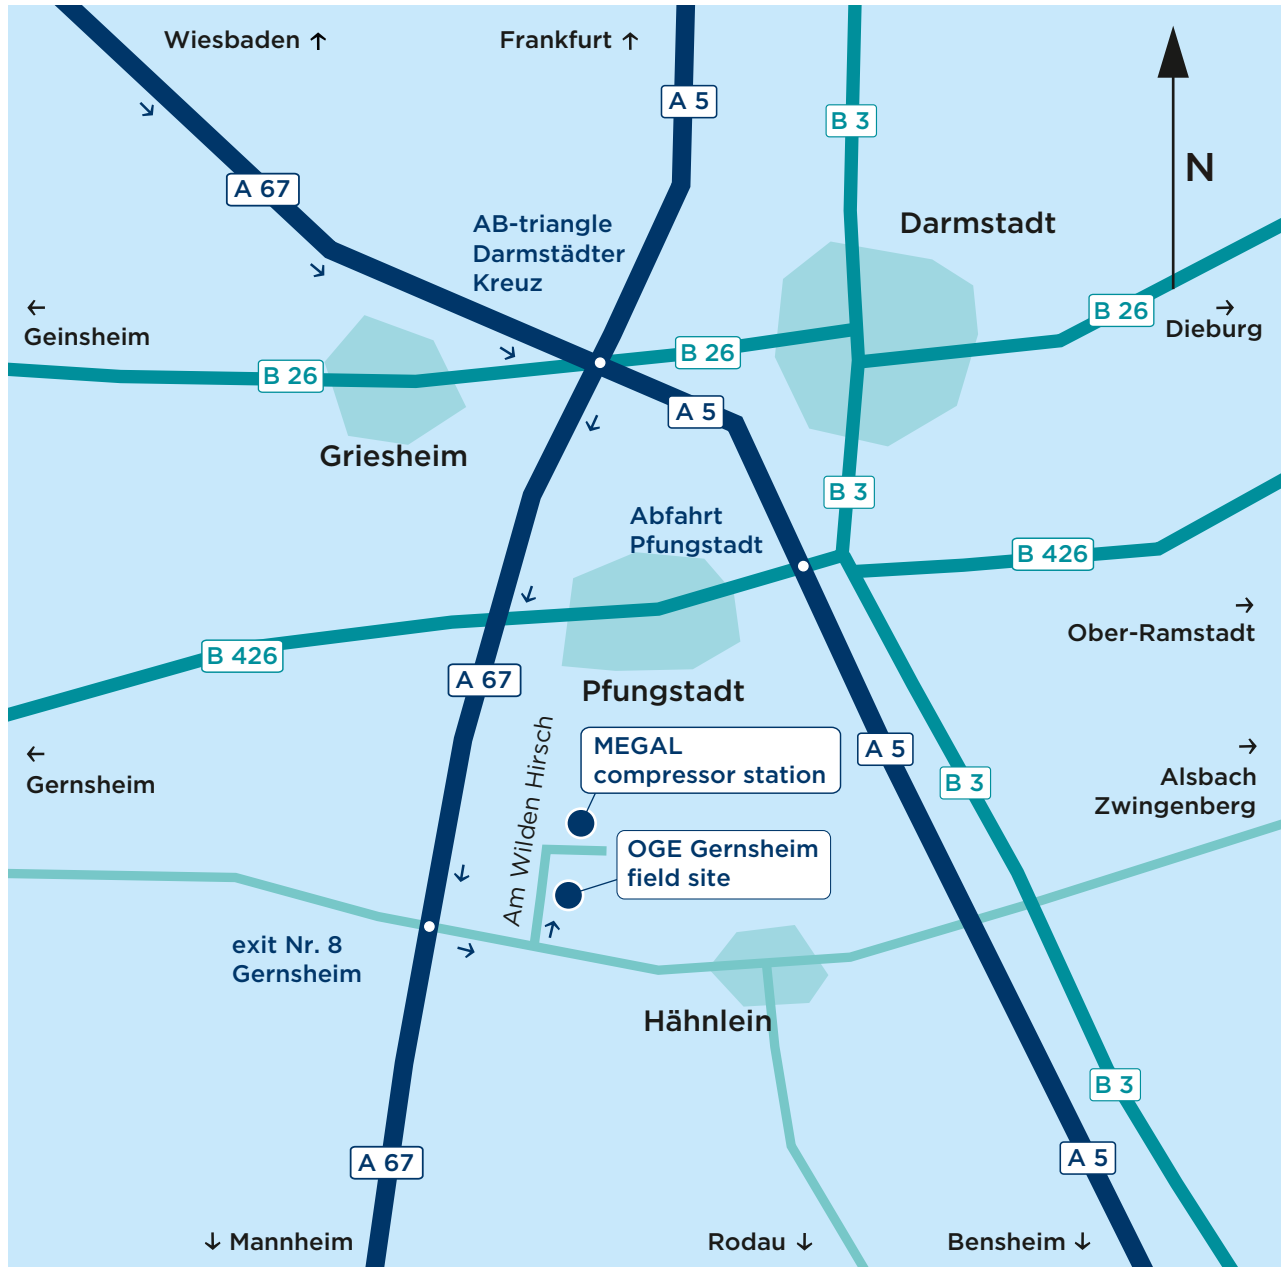 Wiesbaden ↑
Frankfurt ↑
A 5
B 3
N
A 67
AB-triangle
Darmstädter
Kreuz
Darmstadt
←
Geinsheim
B 26
→
Dieburg
B 26
B 26
A 5
Griesheim
B 3
Abfahrt
Pfungstadt
B 426
→
Ober-Ramstadt
B 426
A 67
Pfungstadt
MEGAL
compressor station
A 5
←
Gernsheim
→
Alsbach
Zwingenberg
B 3
Am Wilden Hirsch
OGE Gernsheim
field site
exit Nr. 8
Gernsheim
Hähnlein
B 3
A 67
A 5
↓ Mannheim
Rodau ↓
Bensheim ↓